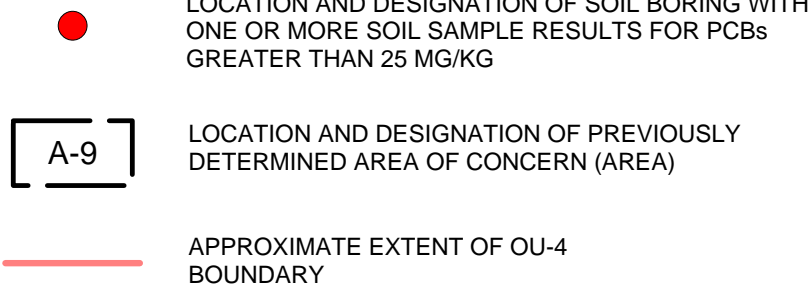 LOCATION AND DESIGNATION OF SOIL BORING WITH
ONE OR MORE SOIL SAMPLE RESULTS FOR PCBs
GREATER THAN 25 MG/KG
A-9
LOCATION AND DESIGNATION OF PREVIOUSLY
DETERMINED AREA OF CONCERN (AREA)
APPROXIMATE EXTENT OF OU-4
BOUNDARY